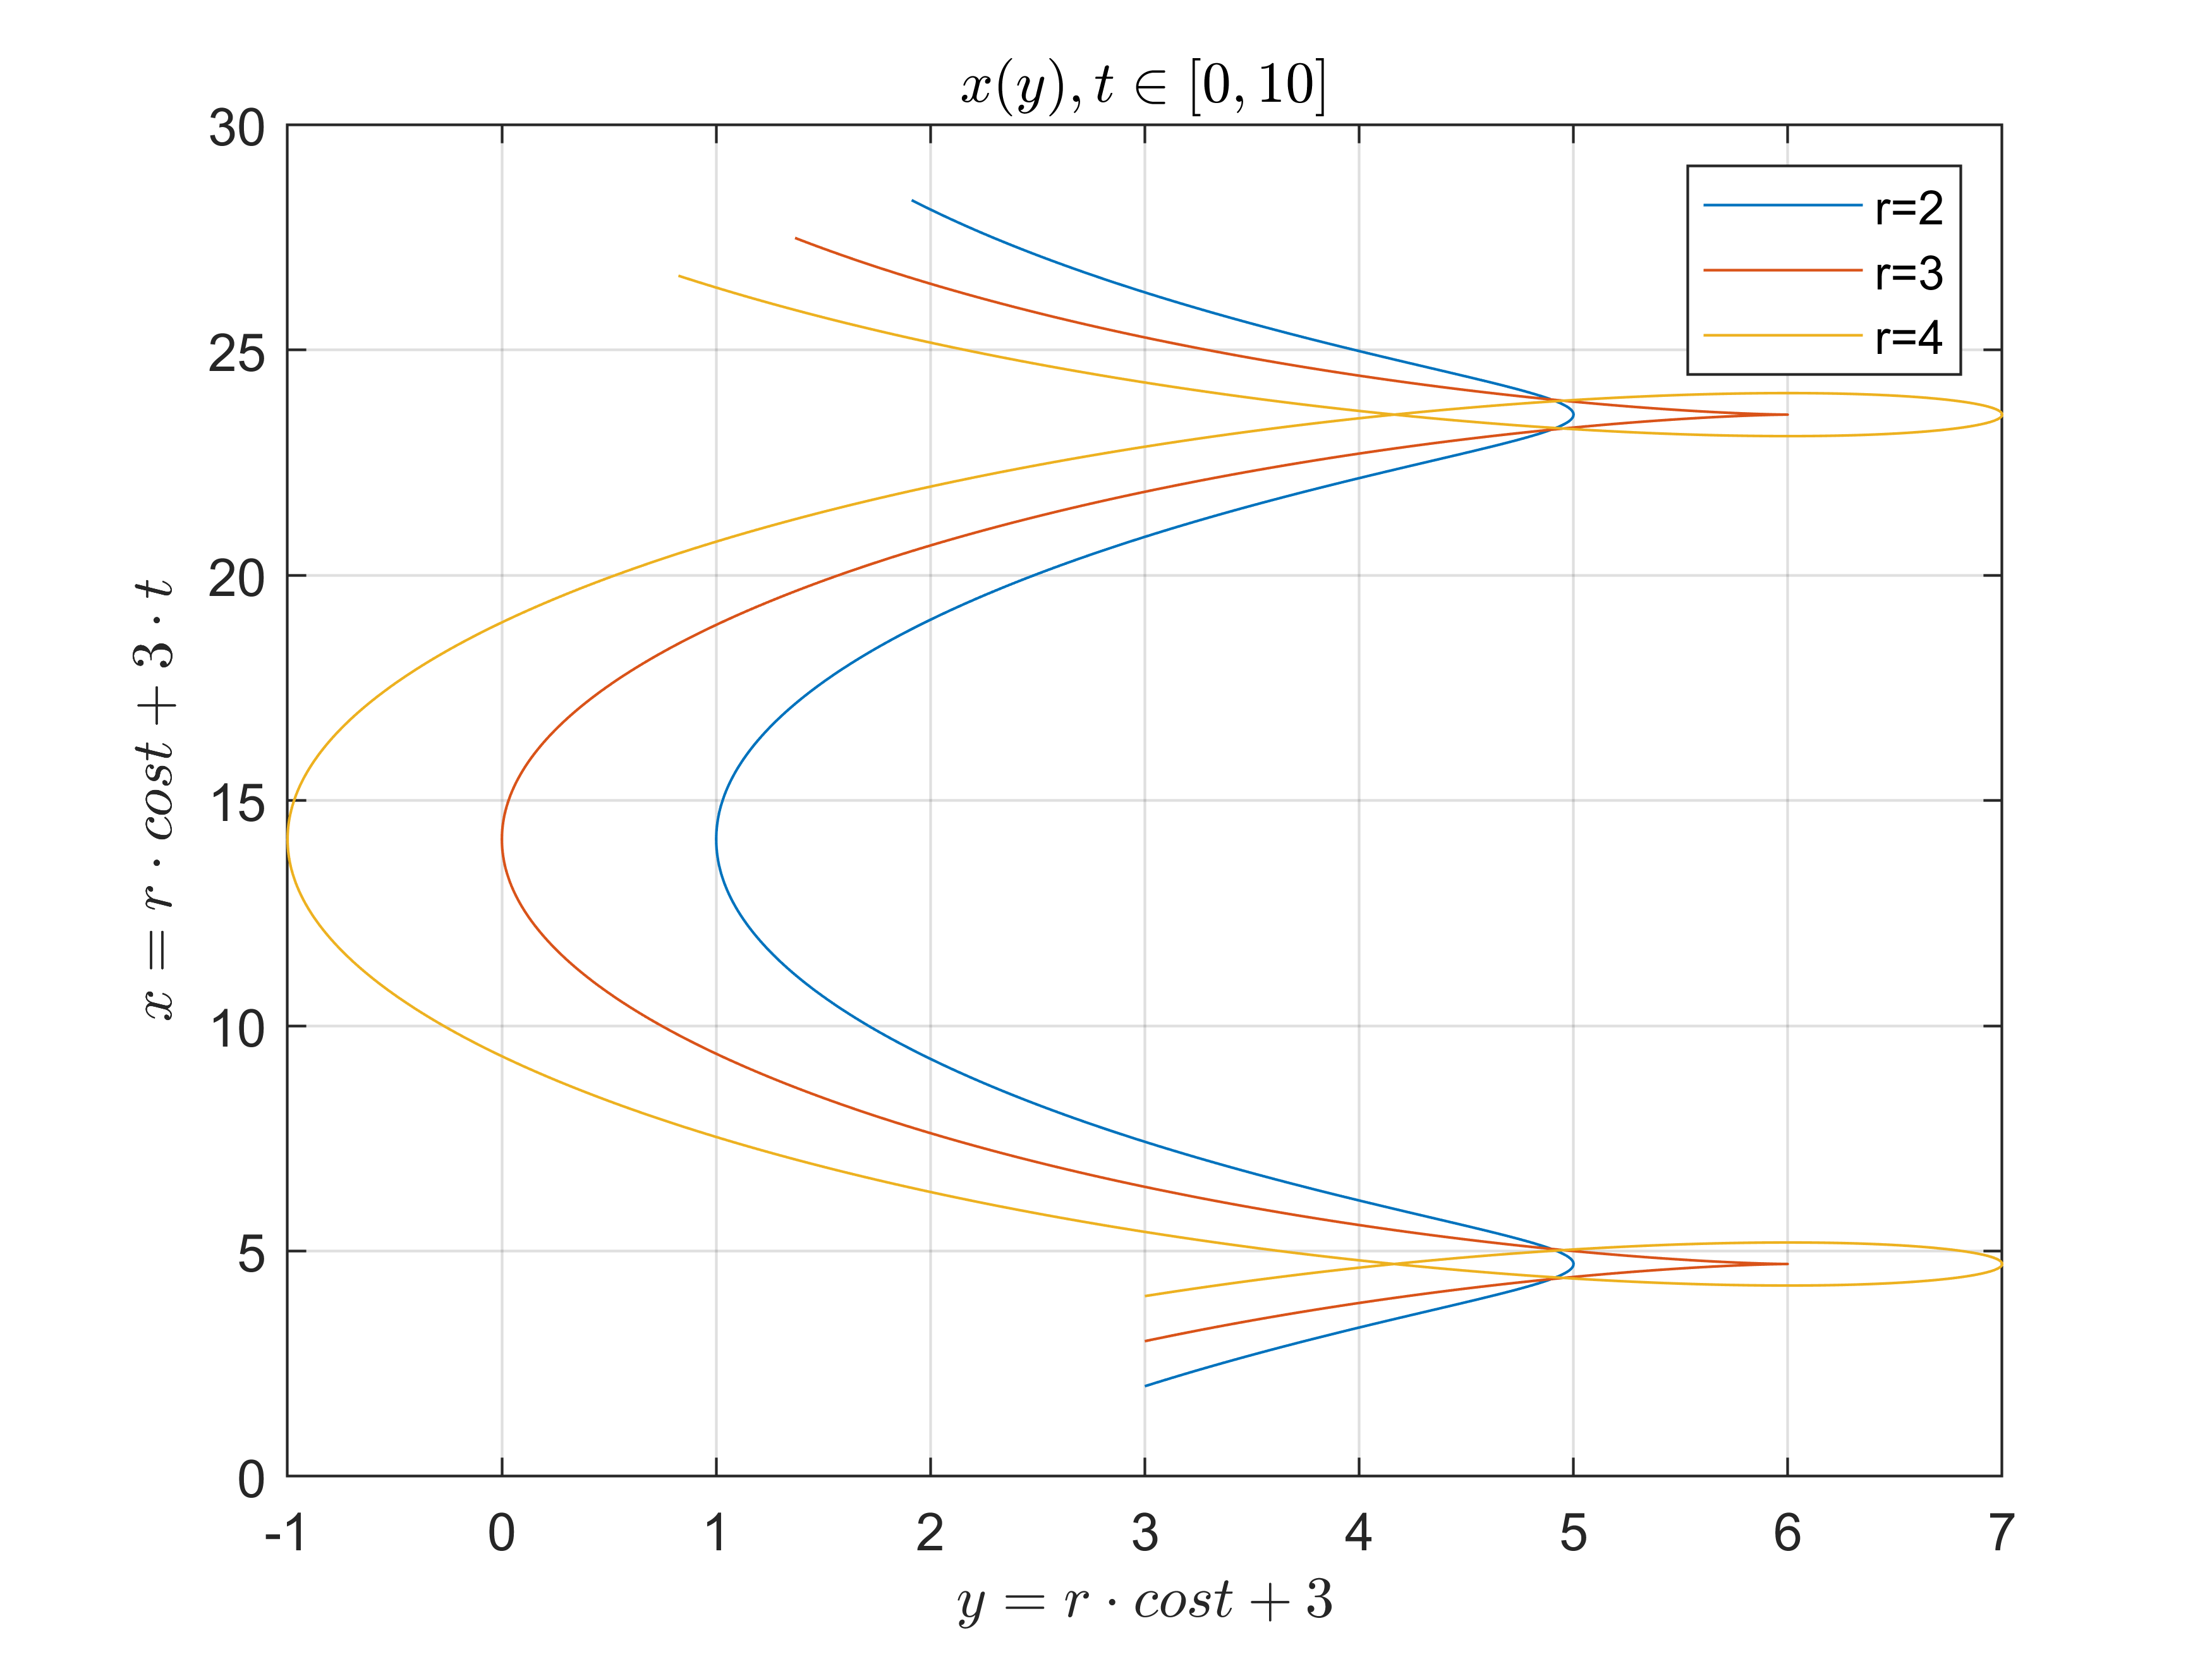 x(y), t ∈ [0, 10]
r=2
r=3
r=4
x = r · cost + 3 · t
30
25
20
15
10
5
0
-1 0 1 2 3 4 5 6 7
y = r · cost + 3